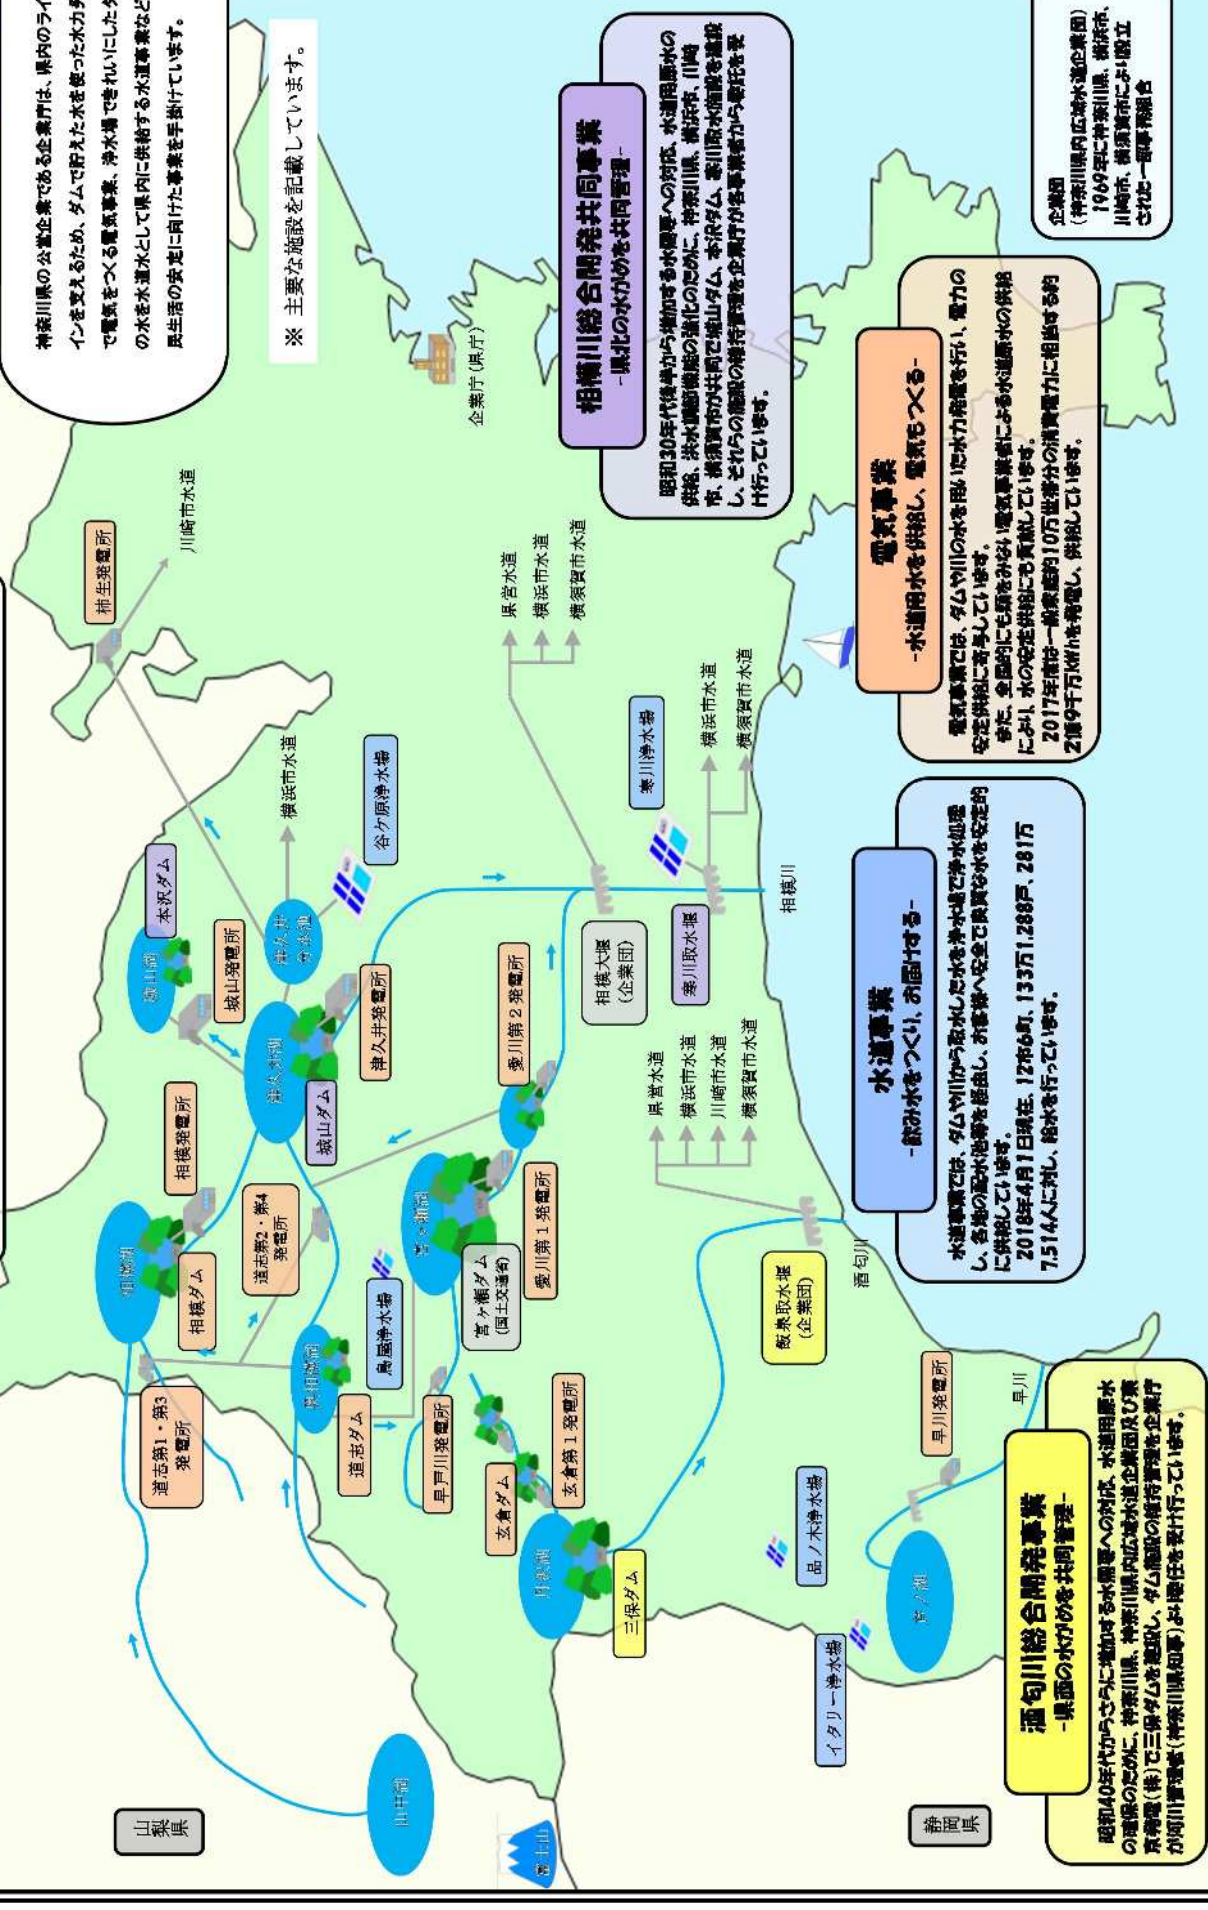 神奈川県の公営企業である企業庁は、県内のライ
インを支えるため、ダムで貯えた水を使った水力発
で電気をつくる電気事業、浄水場できれいにしたダ
の水を水道水として県内に供給する水道事業など
民生活の安定に向けた事業を手掛けています。
※ 主要な施設を記載しています。
山梨県
静岡県
富士山
山中湖
相模湖
相模ダム
相模発電所
道志第1・第3
発電所
道志第2・第4
発電所
奥相模湖
道志ダム
鳥屋浄水場
早戸川発電所
津久井湖
城山ダム
津久井発電所
城山湖
本沢ダム
城山発電所
津久井
分水池
谷ケ原浄水場
横浜市水道
柿生発電所
川崎市水道
企業庁(県庁)
宮ヶ瀬湖
宮ヶ瀬ダム
(国土交通省)
愛川第1発電所
愛川第2発電所
相模大堰
(企業団)
県営水道
横浜市水道
横須賀市水道
寒川浄水場
寒川取水堰
横浜市水道
横須賀市水道
相模川
玄倉ダム
玄倉第1発電所
丹沢湖
三保ダム
飯泉取水堰
(企業団)
県営水道
横浜市水道
川崎市水道
横須賀市水道
酒匂川
品ノ木浄水場
イタリー浄水場
芦ノ湖
早川発電所
早川
相模川総合開発共同事業
-県北の水がめを共同管理-
昭和30年代後半から増加する水需要への対応、水道用原水の
供給、洪水調節機能の強化のために、神奈川県、横浜市、川崎
市、横須賀市が共同で城山ダム、本沢ダム、寒川取水施設を建設
し、それらの施設の維持管理を企業庁が各事業者から委託を受
け行っています。
電気事業
-水道用水を供給し、電気もつくる-
電気事業では、ダムや川の水を用いた水力発電を行い、電力の
安定供給に寄与しています。
また、全国的にも類をみない電気事業者による水道原水の供給
により、水の安定供給にも貢献しています。
2017年度は一般家庭約10万世帯分の消費電力に相当する約
2億9千万kWhを発電し、供給しています。
水道事業
-飲み水をつくり、お届けする-
水道事業では、ダムや川から取水した水を浄水場で浄水処理
し、各地の配水池等を経由し、お客様へ安全で良質な水を安定的
に供給しています。
2018年4月1日現在、12市6町、133万1,288戸、281万
7,514人に対し、給水を行っています。
酒匂川総合開発事業
-県西の水がめを共同管理-
昭和40年代からさらに増加する水需要への対応、水道用原水
の確保のために、神奈川県、神奈川県内広域水道企業団及び東
京発電(株)で三保ダムを建設し、ダム施設の維持管理を企業庁
が河川管理者(神奈川県知事)より委任を受け行っています。
企業団
(神奈川県内広域水道企業団)
1969年に神奈川県、横浜市、
川崎市、横須賀市により設立
された一部事務組合